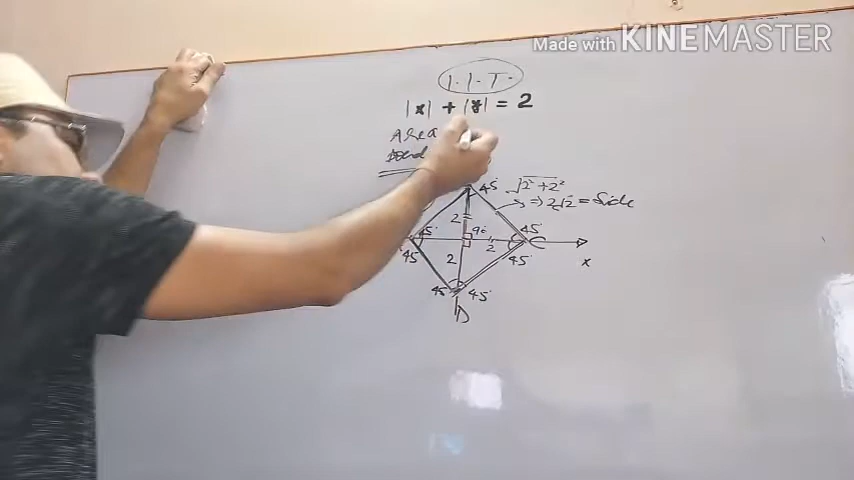 Made with KINEMASTER
I.I.T.
|x| + |y| = 2
Area
45° √2²+2²
⇒ 2√2 = Side
2
45° 90 2 45°
45 2 45°
x
45 45°
D